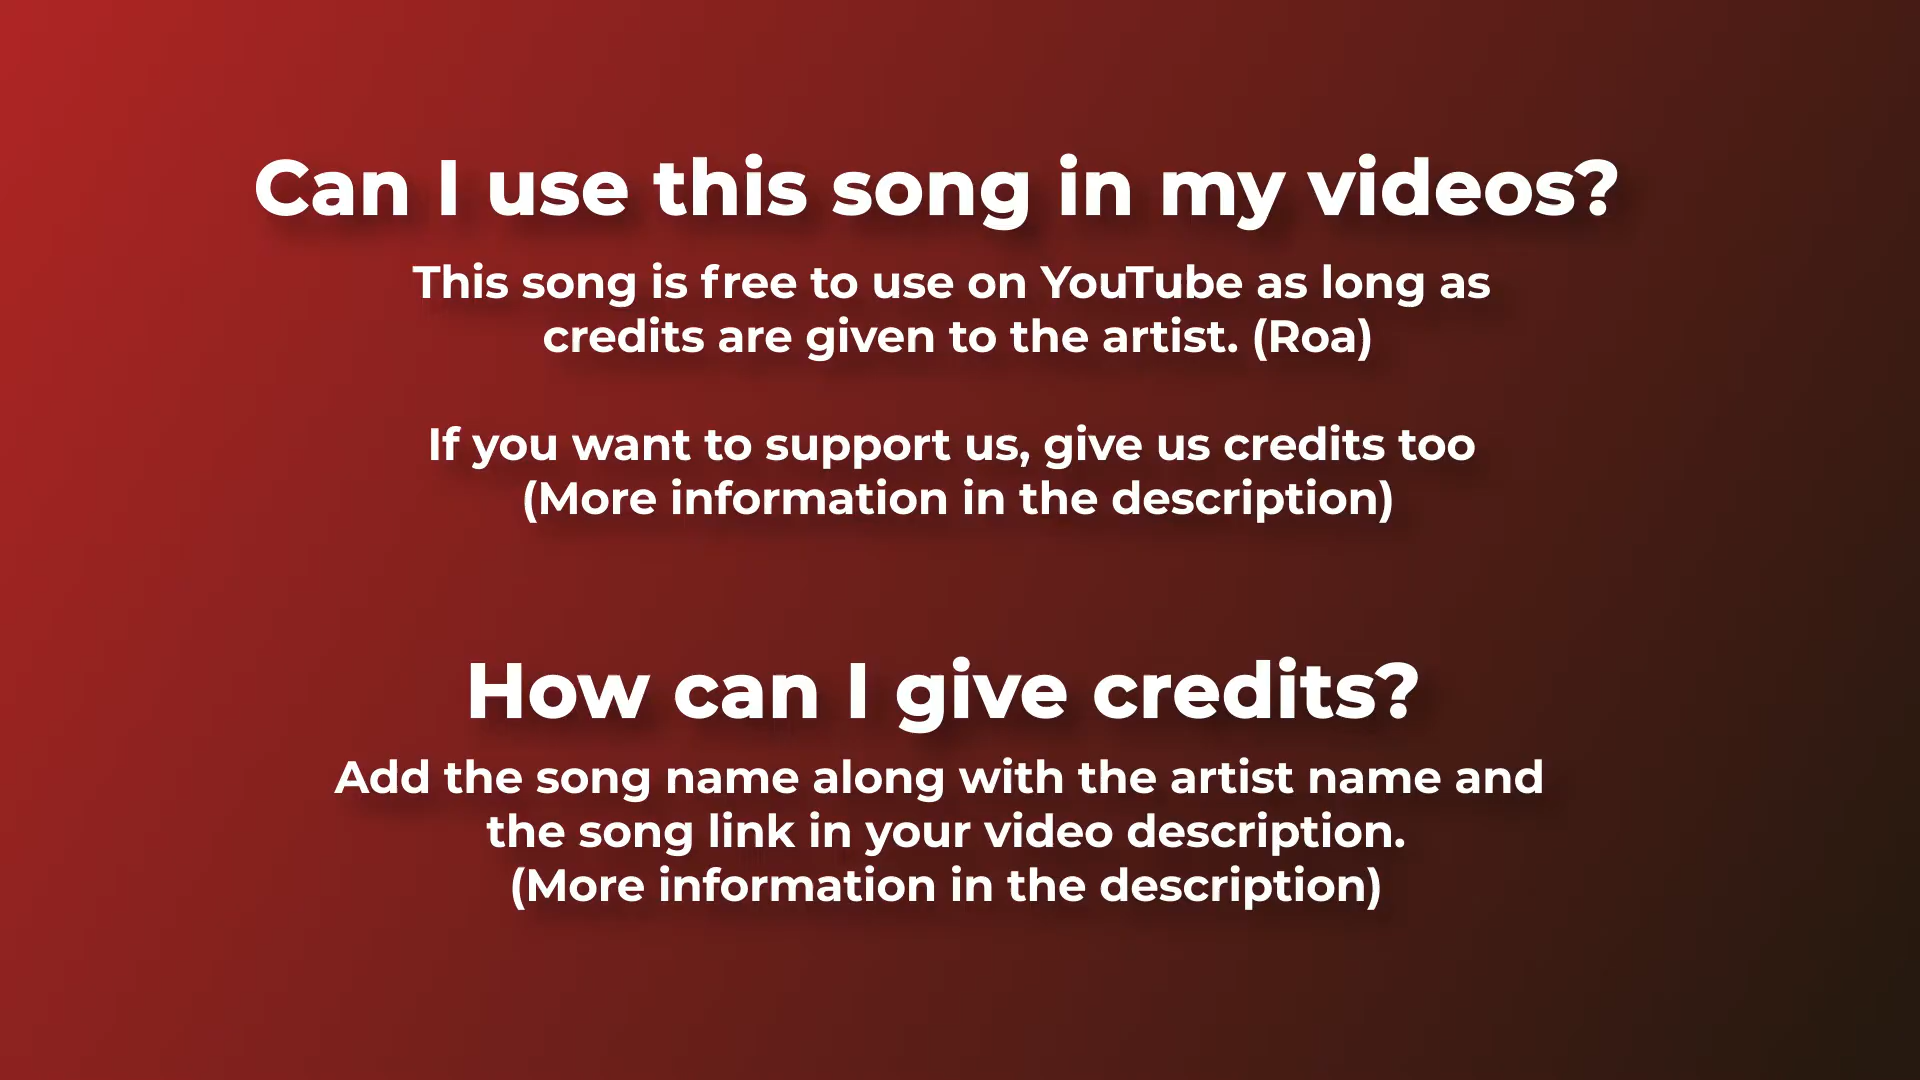 Can I use this song in my videos?
This song is free to use on YouTube as long as
credits are given to the artist. (Roa)
If you want to support us, give us credits too
(More information in the description)
How can I give credits?
Add the song name along with the artist name and
the song link in your video description.
(More information in the description)